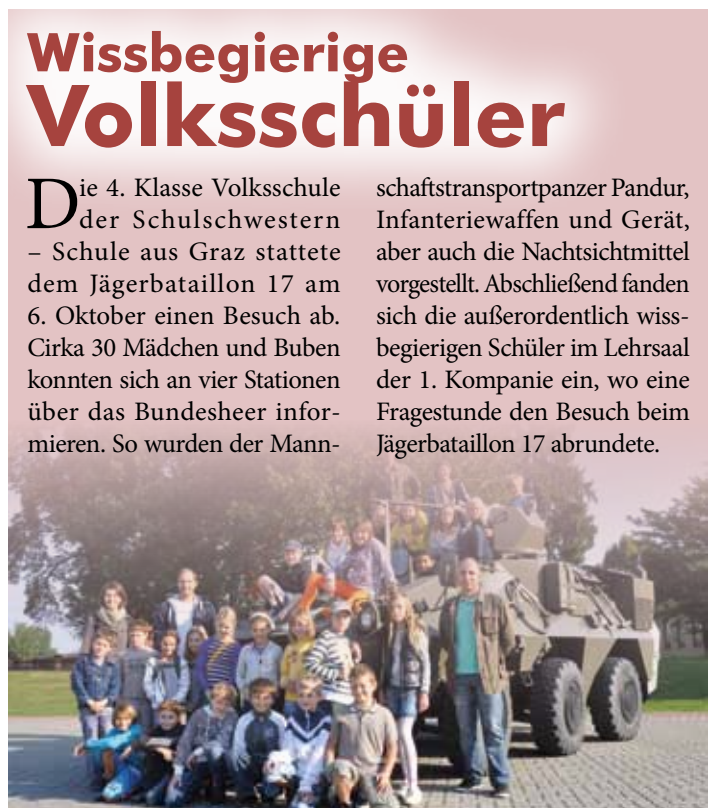 Wissbegierige
Volksschüler
Die 4. Klasse Volksschule
der Schulschwestern
– Schule aus Graz stattete
dem Jägerbataillon 17 am
6. Oktober einen Besuch ab.
Cirka 30 Mädchen und Buben
konnten sich an vier Stationen
über das Bundesheer infor-
mieren. So wurden der Mann-
schaftstransportpanzer Pandur,
Infanteriewaffen und Gerät,
aber auch die Nachtsichtmittel
vorgestellt. Abschließend fanden
sich die außerordentlich wiss-
begierigen Schüler im Lehrsaal
der 1. Kompanie ein, wo eine
Fragestunde den Besuch beim
Jägerbataillon 17 abrundete.